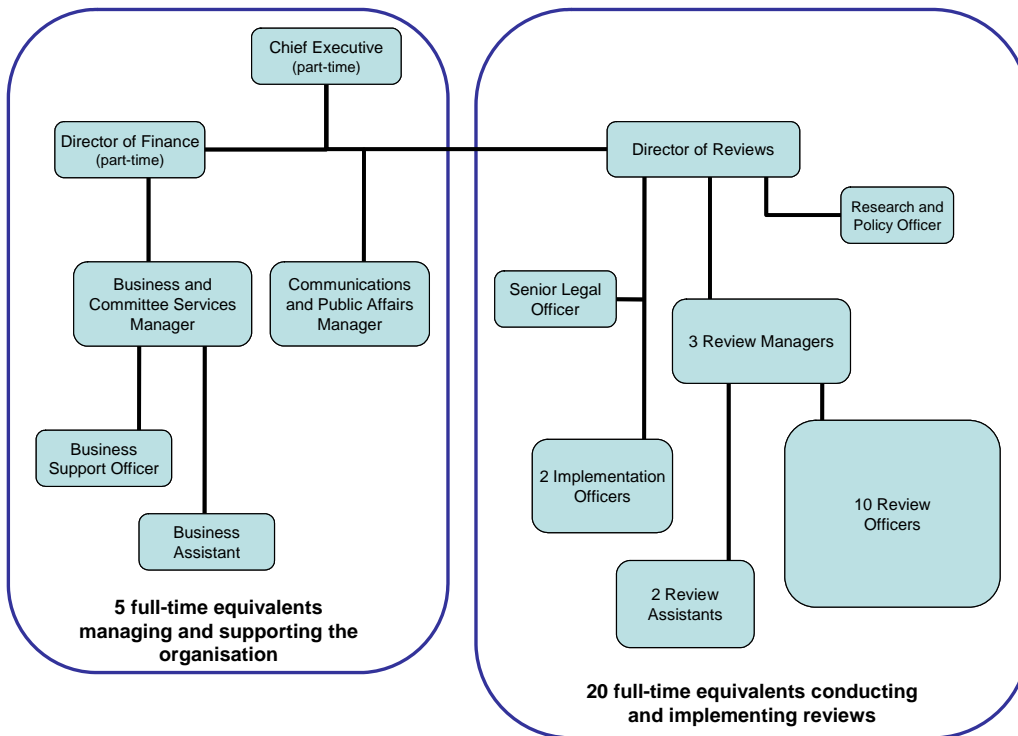 Chief Executive
(part-time)
Director of Finance
(part-time)
Director of Reviews
Research and
Policy Officer
Business and
Committee Services
Manager
Communications
and Public Affairs
Manager
Senior Legal
Officer
3 Review Managers
Business
Support Officer
2 Implementation
Officers
10 Review
Officers
Business
Assistant
2 Review
Assistants
5 full-time equivalents
managing and supporting the
organisation
20 full-time equivalents conducting
and implementing reviews